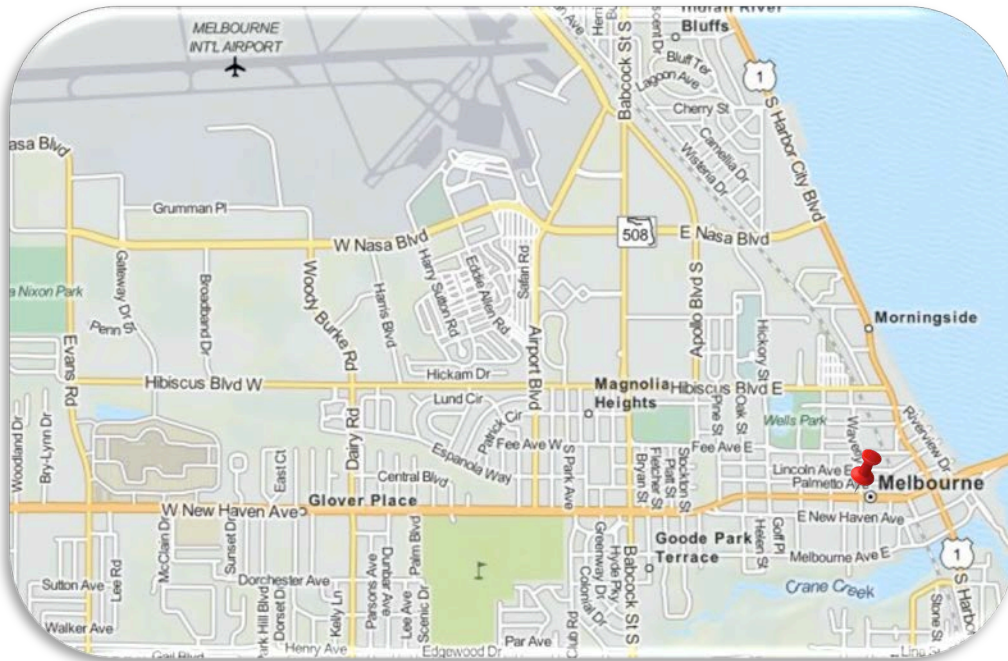 MELBOURNE
INT'L AIRPORT
Babcock St S
Indian River
Bluffs
Bluff Ter
Lagoon Ave
1
S Harbor City Blvd
Cherry St
Camellia Dr
Wisteria Dr
asa Blvd
Grumman Pl
W Nasa Blvd
508
E Nasa Blvd
a Nixon Park
Gateway Dr
Broadband Dr
Woody Burke Rd
Harris Blvd
Harry Sutton Rd
Eddie Allen Rd
Safari Rd
Airport Blvd
Apollo Blvd S
Penn St
Evans Rd
Morningside
Hickory St
Hickam Dr
Hibiscus Blvd W
Magnolia
Heights
Hibiscus Blvd E
Lund Cir
Patrick Cir
Pine St
Oak St
Wells Park
Riverview Dr
Woodland Dr
Bry-Lynn Dr
Dairy Rd
Fee Ave W
Fee Ave E
Espanola Way
S Park Ave
Bryan St
Fletcher St
Platt St
Stockton St
East Ct
Central Blvd
Lincoln Ave E
Palmetto
Melbourne
Glover Place
W New Haven Ave
E New Haven Ave
McClain Dr
Sunset Dr
Palm Blvd
Goode Park
Terrace
Helen St
Goff Pl
Melbourne Ave E
1
Crane Creek
Sutton Ave
Lee Rd
Dorchester Ave
Parsons Ave
Dunbar Ave
Lee Ave
Scenic Dr
Greenway Dr
Hyde Pky
Colonial Dr
Babcock St S
S Harbor
Walker Ave
Park Hill Blvd
Dorset Dr
Kelly Ln
Henry Ave
Edgewood Dr
Par Ave
Club Rd
Stone St
Line St